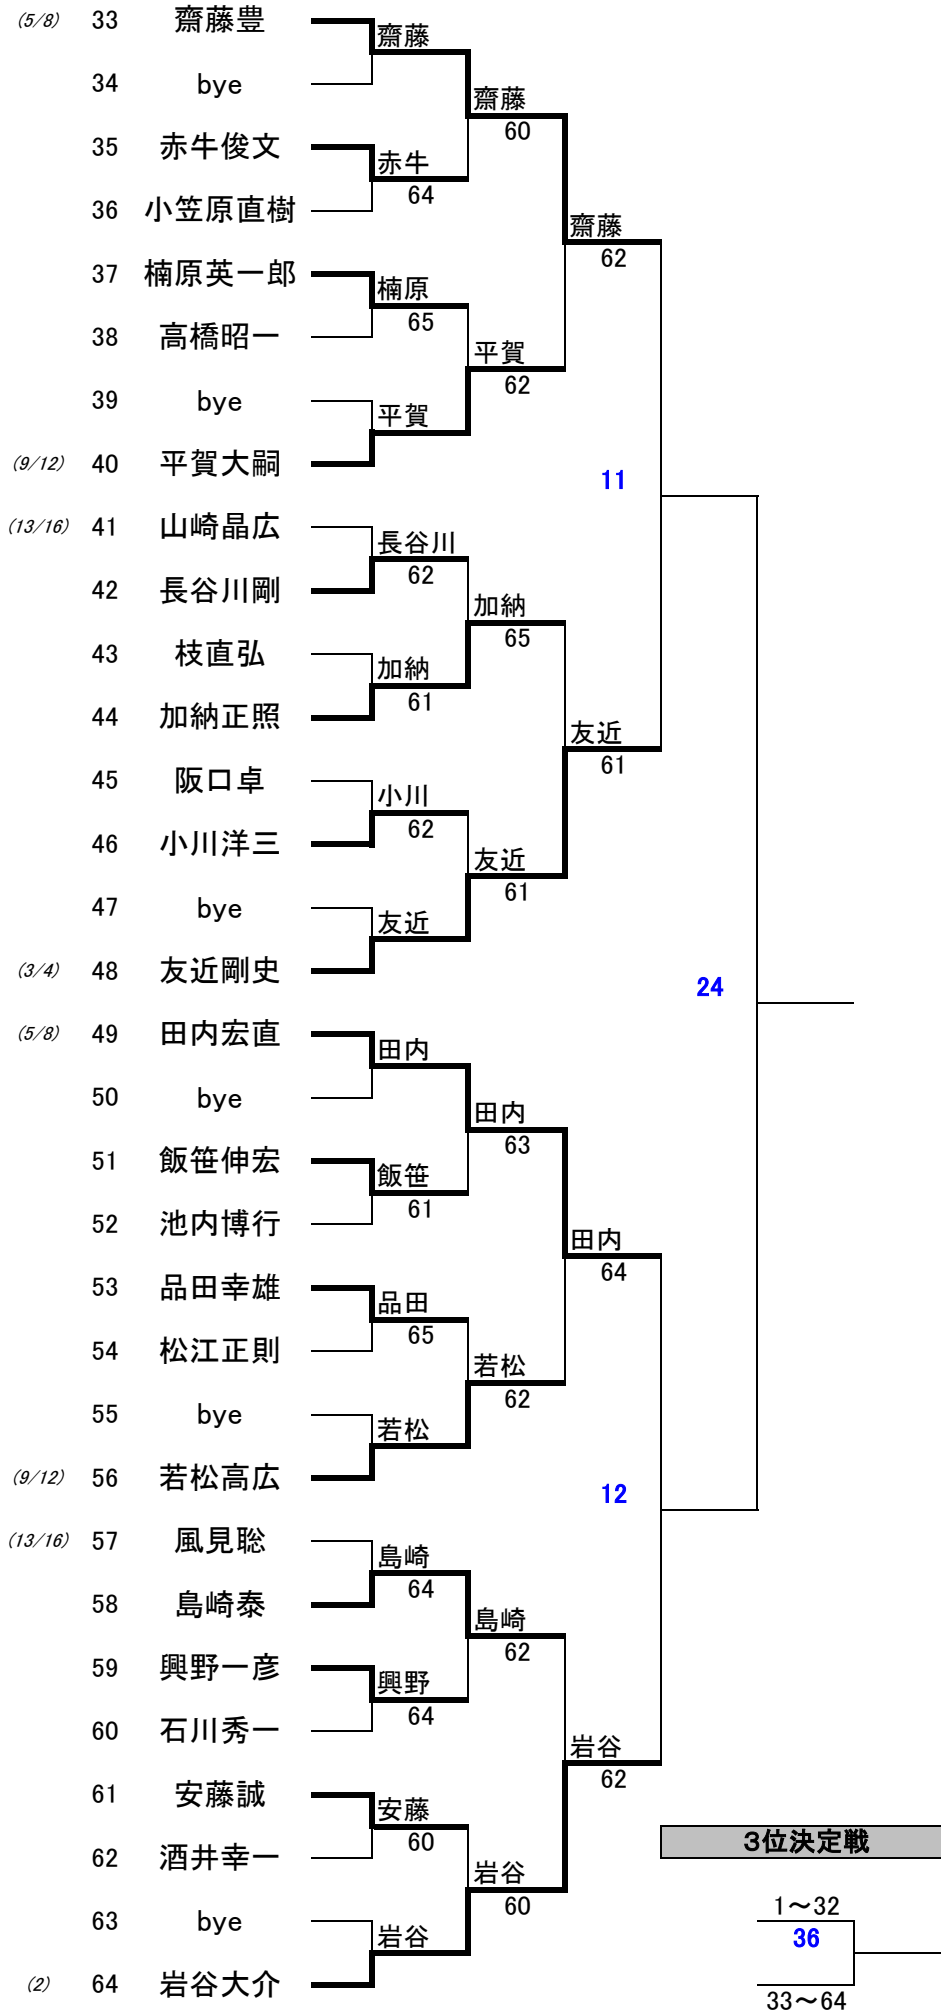 (5/8) 33 齋藤豊
齋藤
34 bye
齋藤
60
35 赤牛俊文
赤牛
64
36 小笠原直樹
齋藤
62
37 楠原英一郎
楠原
65
38 高橋昭一
平賀
62
39 bye
平賀
(9/12) 40 平賀大嗣
11
(13/16) 41 山崎晶広
長谷川
62
42 長谷川剛
加納
65
43 枝直弘
加納
61
44 加納正照
友近
61
45 阪口卓
小川
62
46 小川洋三
友近
61
47 bye
友近
(3/4) 48 友近剛史
24
(5/8) 49 田内宏直
田内
50 bye
田内
63
51 飯笹伸宏
飯笹
61
52 池内博行
田内
64
53 品田幸雄
品田
65
54 松江正則
若松
62
55 bye
若松
(9/12) 56 若松高広
12
(13/16) 57 風見聡
島崎
64
58 島崎泰
島崎
62
59 興野一彦
興野
64
60 石川秀一
岩谷
62
61 安藤誠
安藤
60
62 酒井幸一
岩谷
60
63 bye
岩谷
(2) 64 岩谷大介
3位決定戦
1～32
36
33～64